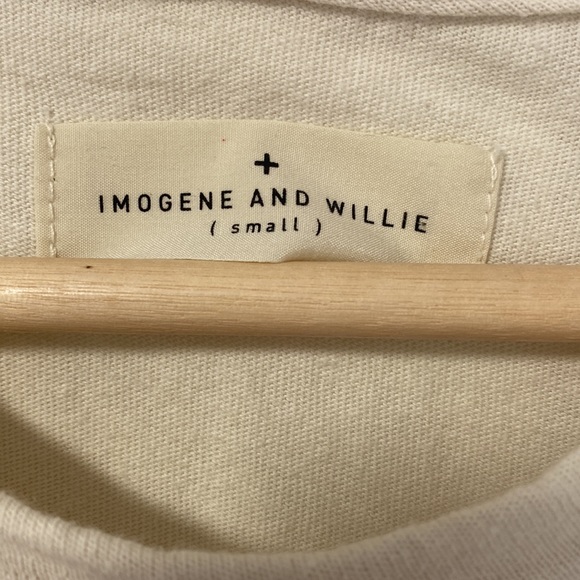 +
IMOGENE AND WILLIE
( small )